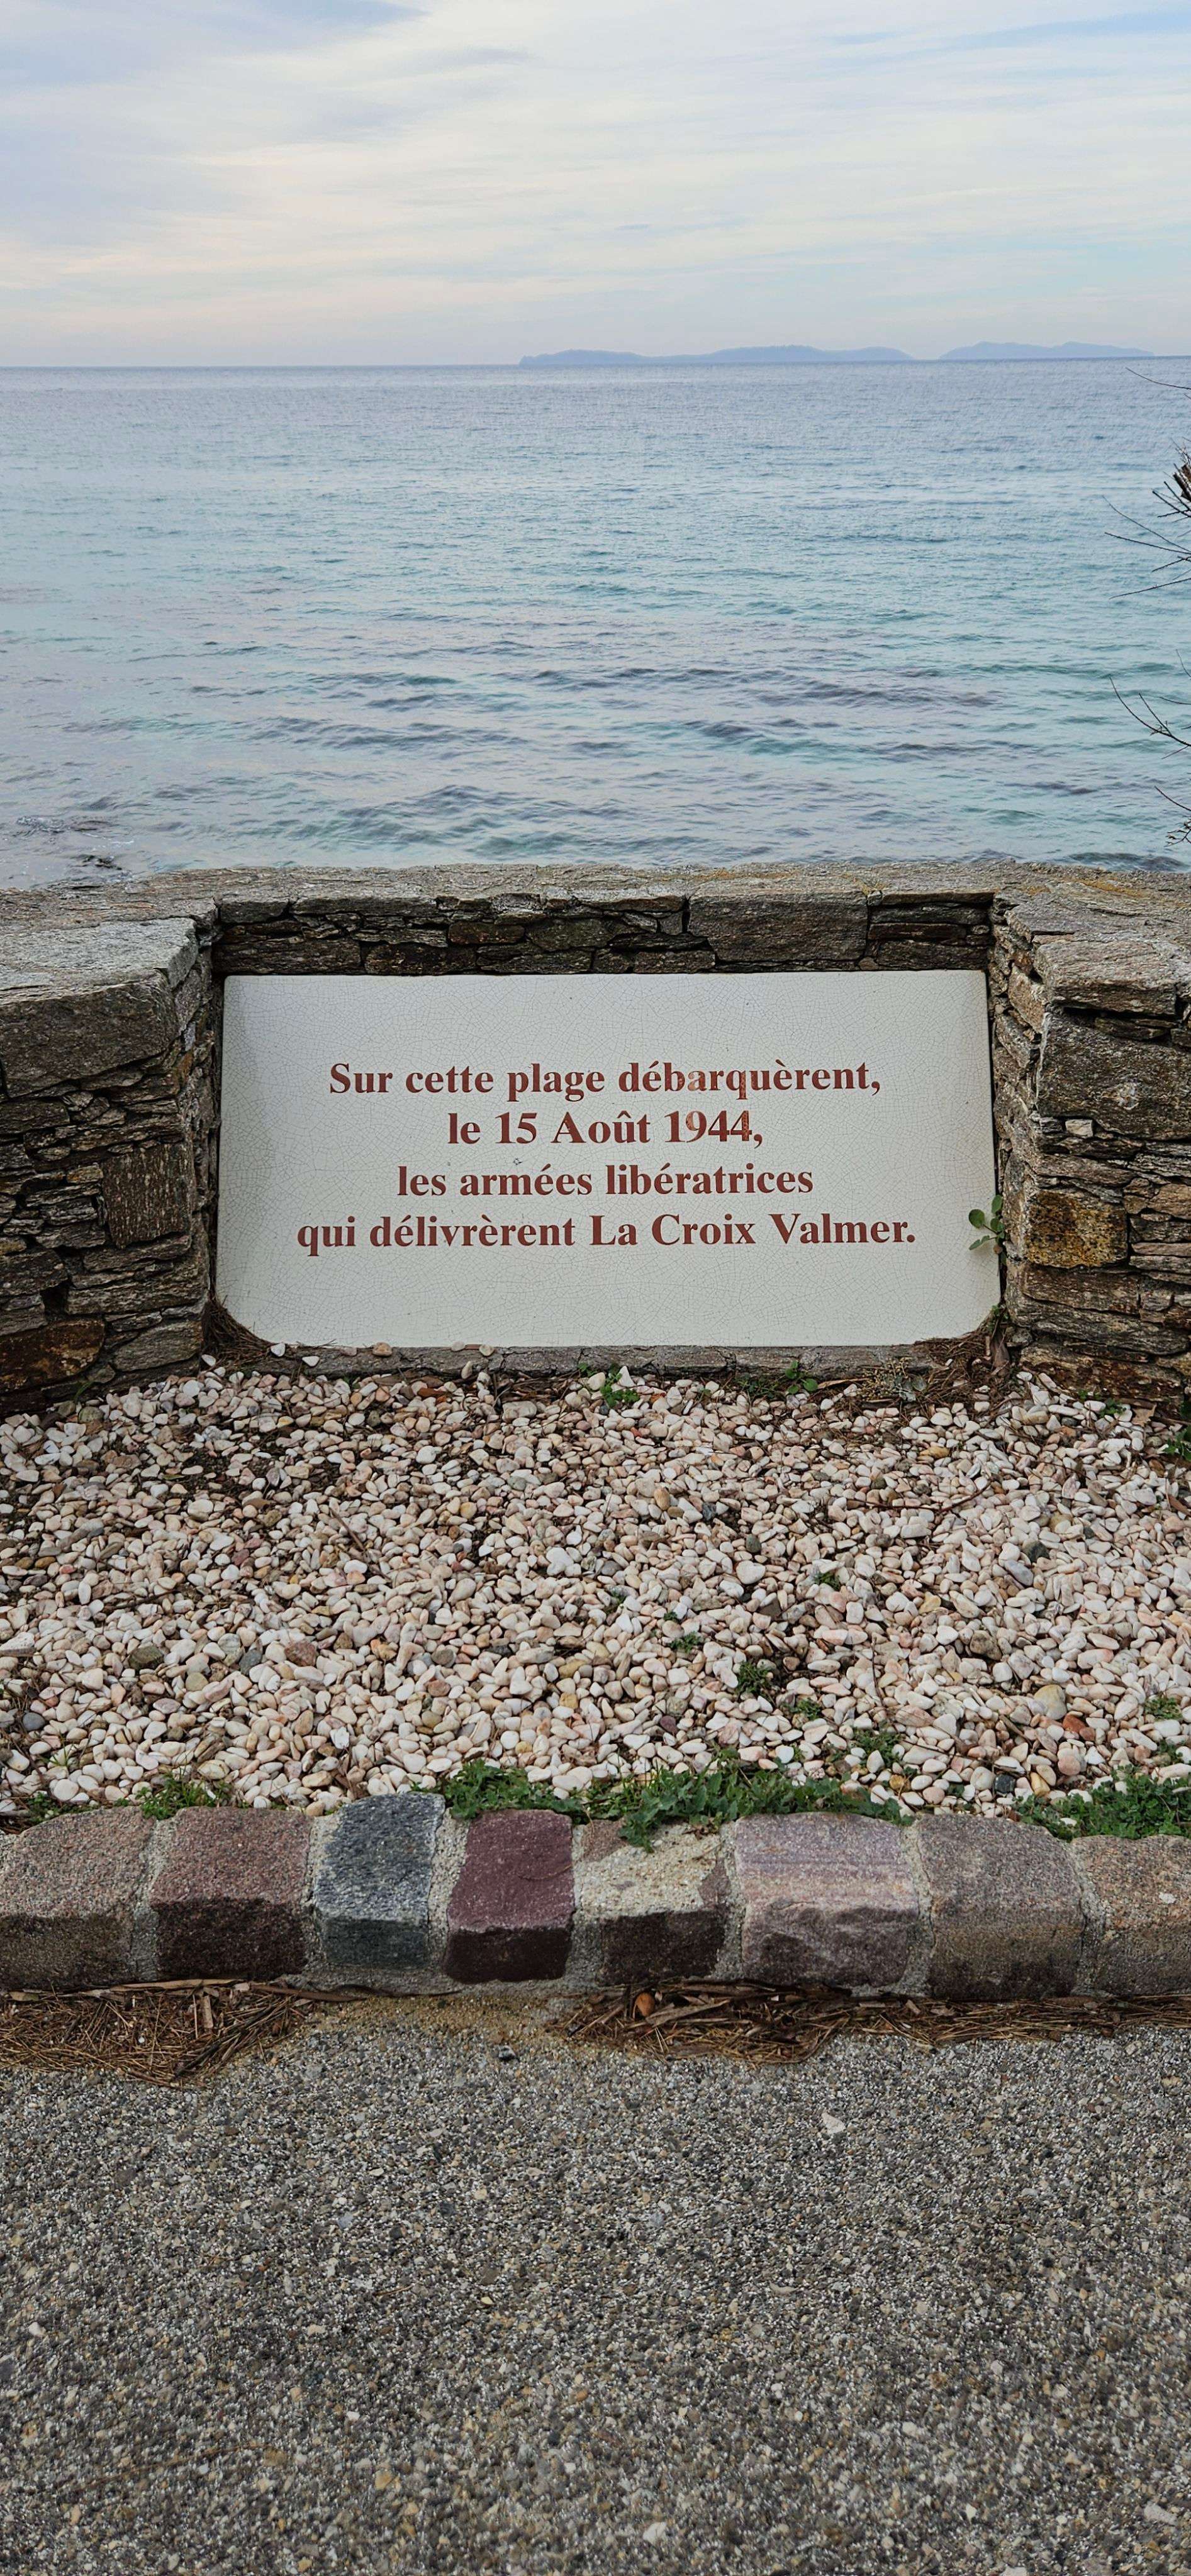 Sur cette plage débarquèrent,
le 15 Août 1944,
les armées libératrices
qui délivrèrent La Croix Valmer.